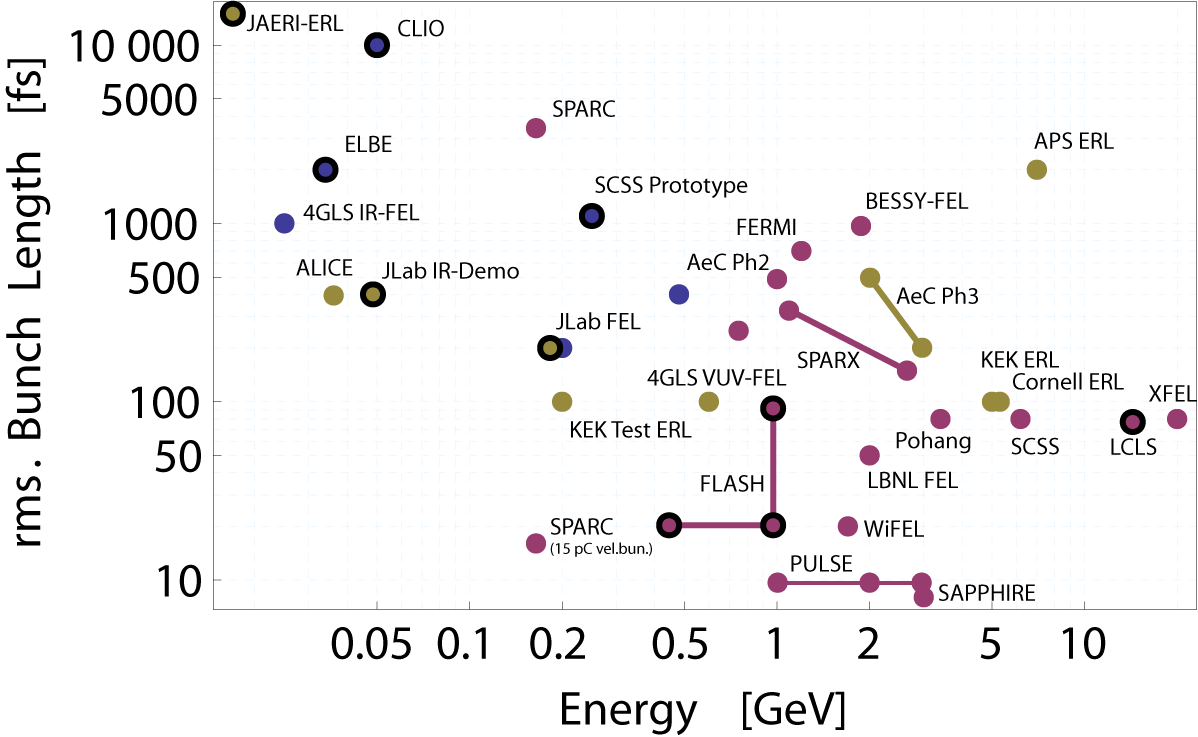 JAERI-ERL
CLIO
10 000
5000
SPARC
APS ERL
ELBE
SCSS Prototype
BESSY-FEL
4GLS IR-FEL
1000
FERMI
AeC Ph2
ALICE
JLab IR-Demo
500
AeC Ph3
JLab FEL
SPARX
KEK ERL
4GLS VUV-FEL
Cornell ERL
XFEL
100
KEK Test ERL
Pohang
SCSS
LCLS
50
LBNL FEL
FLASH
SPARC
(15 pC vel.bun.)
WiFEL
PULSE
10
SAPPHIRE
rms. Bunch Length [fs]
0.05 0.1 0.2 0.5 1 2 5 10
Energy [GeV]